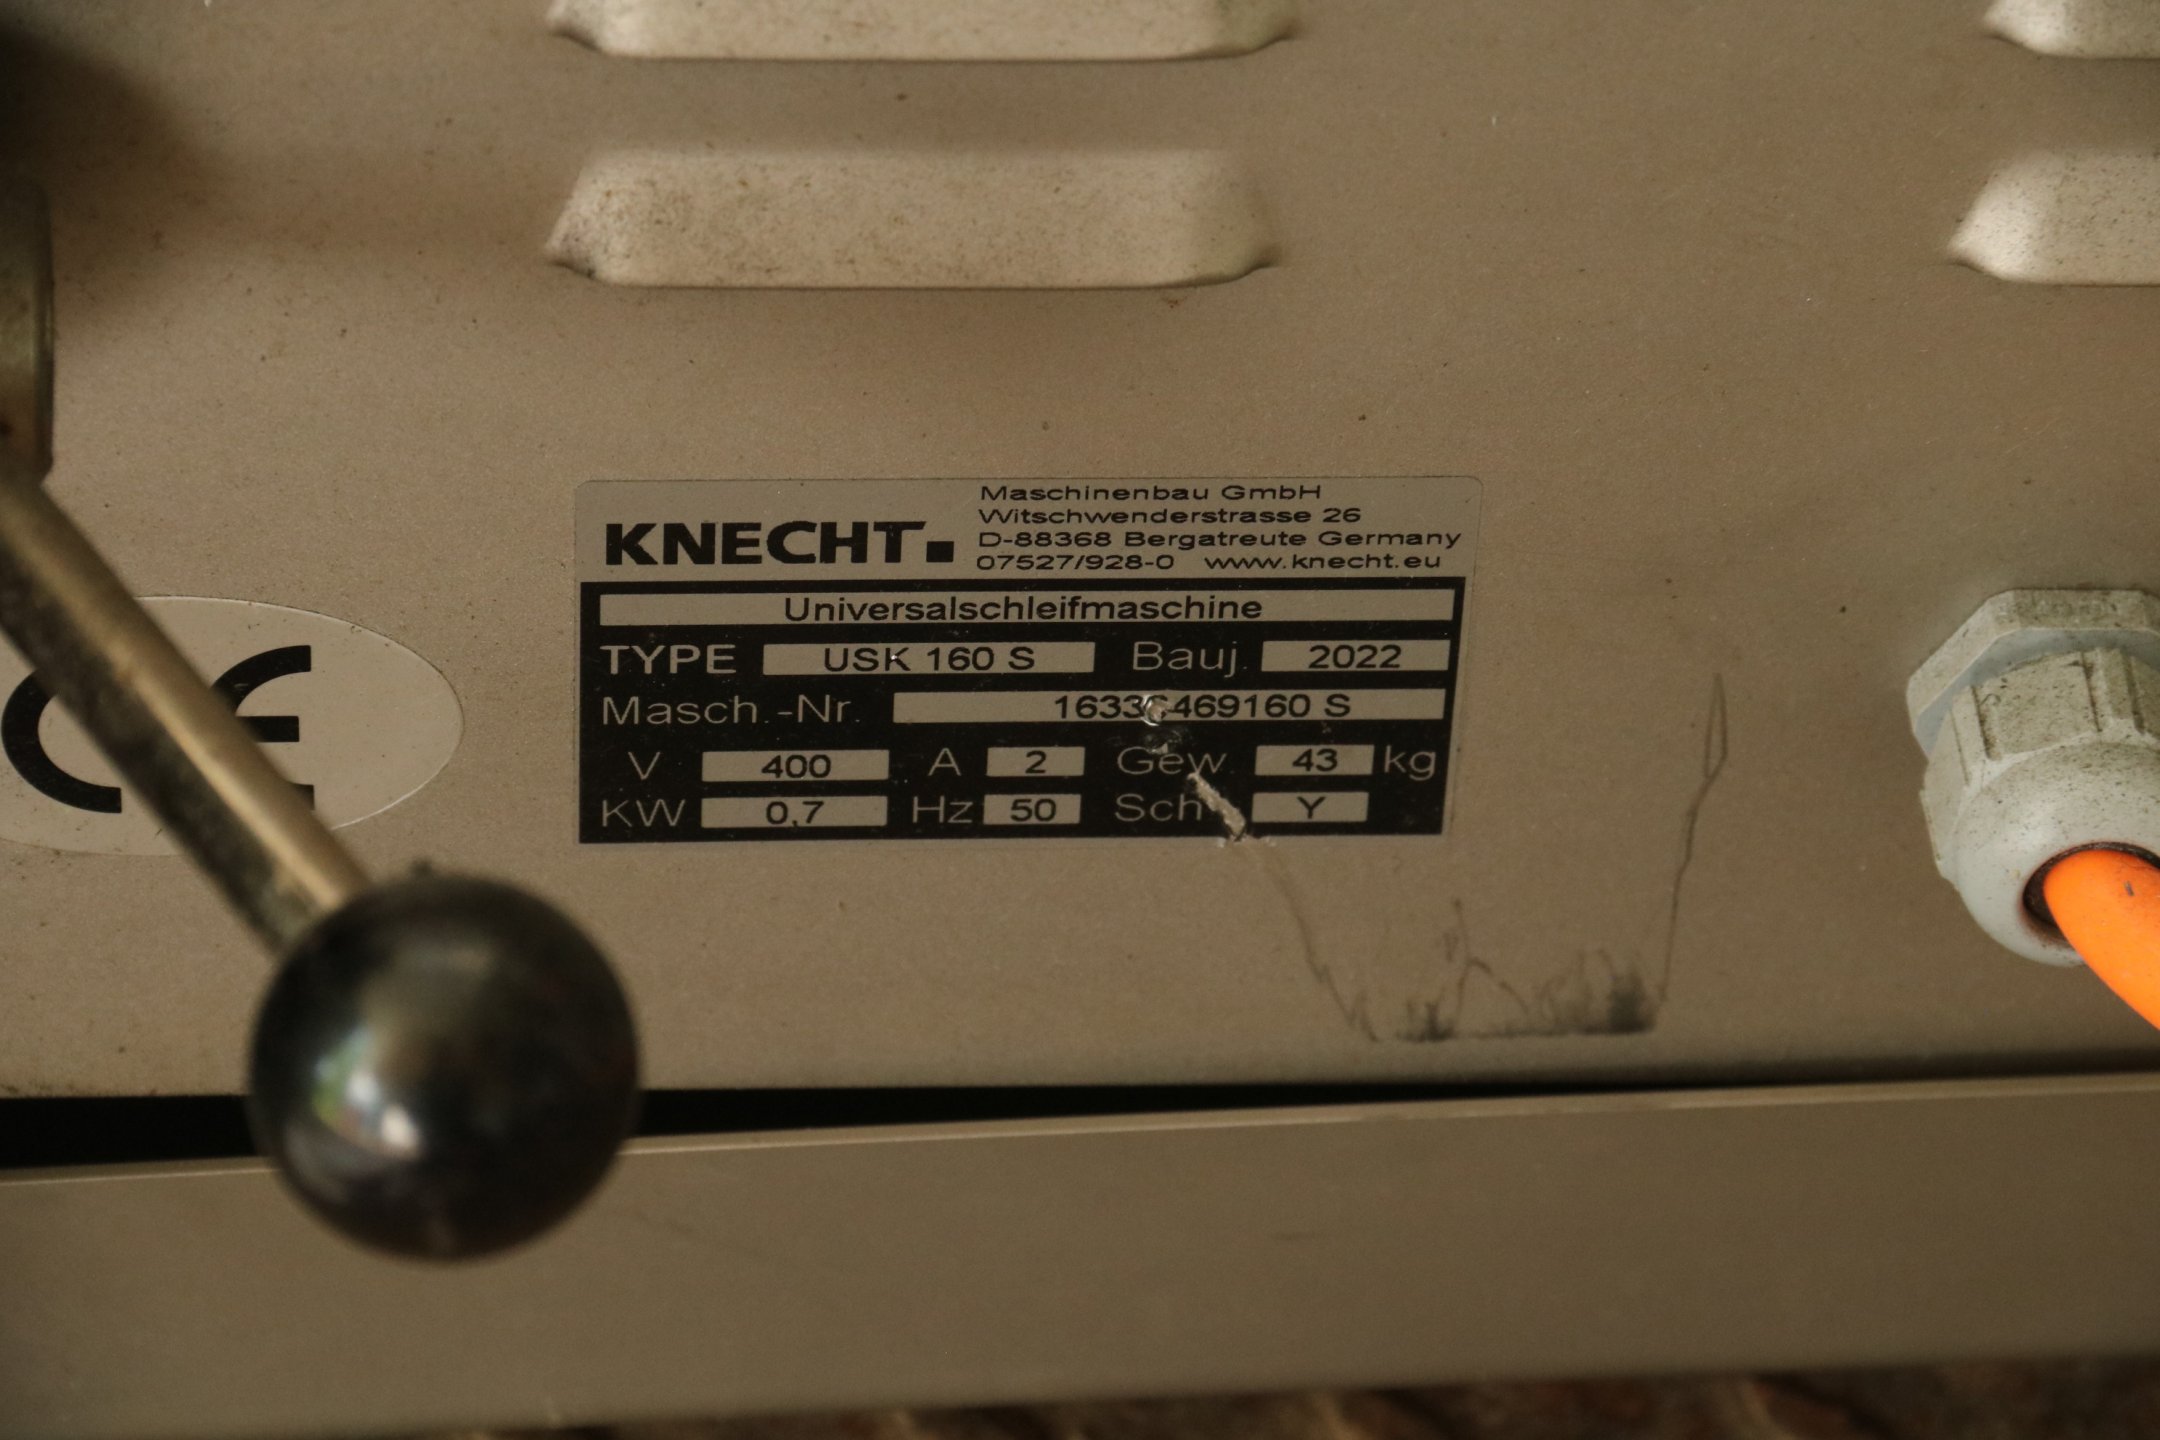 KNECHT.
Maschinenbau GmbH
Witschwenderstrasse 26
D-88368 Bergatreute Germany
07527/928-0 www.knecht.eu
Universalschleifmaschine
TYPE USK 160 S Bauj. 2022
Masch.-Nr. S
V 400 A 2 Gew 43 kg
KW 0,7 Hz 50 Sch Y
CE